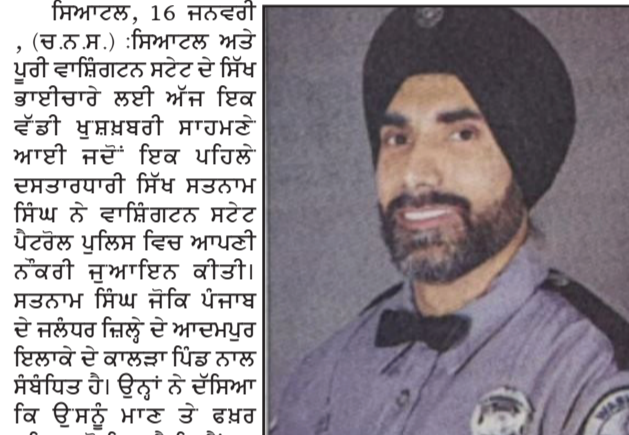 ਸਿਆਟਲ, 16 ਜਨਵਰੀ
, (ਚ.ਨ.ਸ.) :ਸਿਆਟਲ ਅਤੇ
ਪੂਰੀ ਵਾਸ਼ਿੰਗਟਨ ਸਟੇਟ ਦੇ ਸਿੱਖ
ਭਾਈਚਾਰੇ ਲਈ ਅੱਜ ਇਕ
ਵੱਡੀ ਖੁਸ਼ਖ਼ਬਰੀ ਸਾਹਮਣੇ
ਆਈ ਜਦੋਂ ਇਕ ਪਹਿਲੇ
ਦਸਤਾਰਧਾਰੀ ਸਿੱਖ ਸਤਨਾਮ
ਸਿੰਘ ਨੇ ਵਾਸ਼ਿੰਗਟਨ ਸਟੇਟ
ਪੈਟਰੋਲ ਪੁਲਿਸ ਵਿਚ ਆਪਣੀ
ਨੌਕਰੀ ਜੁਆਇਨ ਕੀਤੀ।
ਸਤਨਾਮ ਸਿੰਘ ਜੋਕਿ ਪੰਜਾਬ
ਦੇ ਜਲੰਧਰ ਜ਼ਿਲ੍ਹੇ ਦੇ ਆਦਮਪੁਰ
ਇਲਾਕੇ ਦੇ ਕਾਲੜਾ ਪਿੰਡ ਨਾਲ
ਸੰਬੰਧਿਤ ਹੈ। ਉਨ੍ਹਾਂ ਨੇ ਦੱਸਿਆ
ਕਿ ਉਸਨੂੰ ਮਾਣ ਤੇ ਫਖ਼ਰ